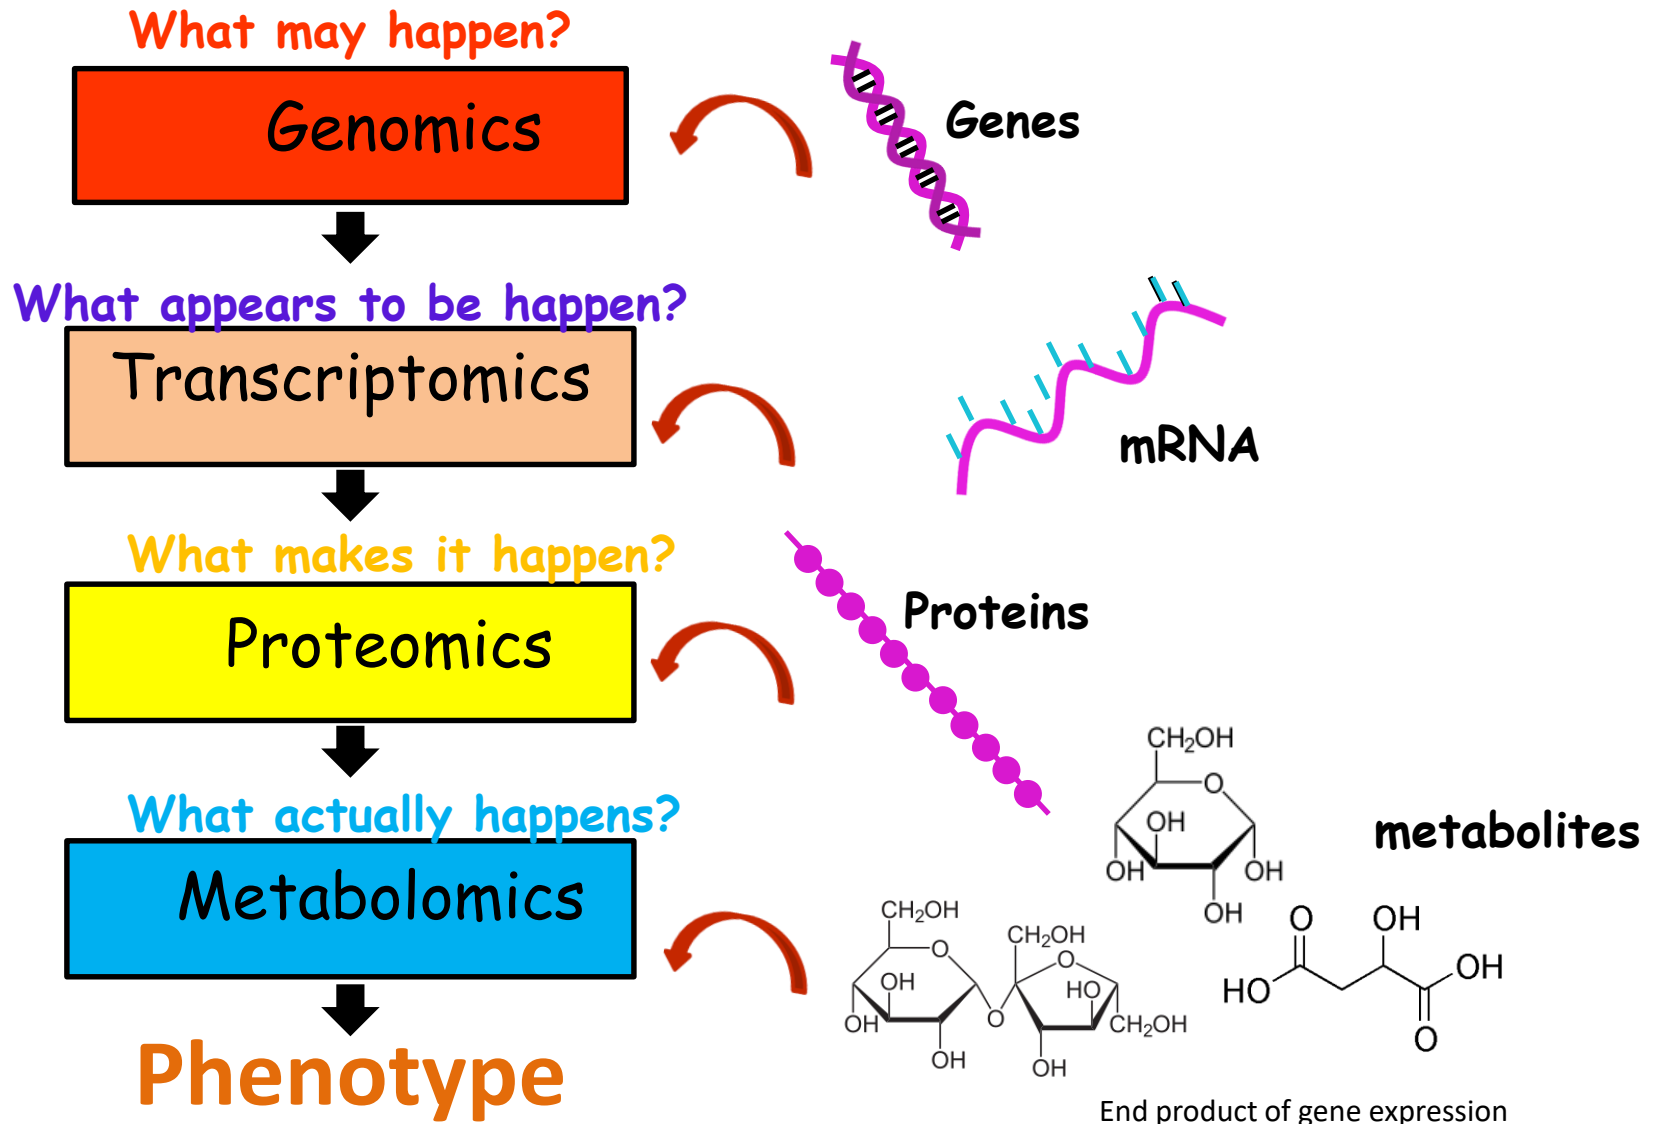 What may happen?
Genomics
Genes
What appears to be happen?
Transcriptomics
mRNA
What makes it happen?
Proteomics
Proteins
What actually happens?
Metabolomics
metabolites
CH2OH
O
OH
OH
OH
OH
CH2OH
O
OH
OH
OH
O
CH2OH
O
HO
CH2OH
OH
O
OH
HO
OH
O
Phenotype
End product of gene expression